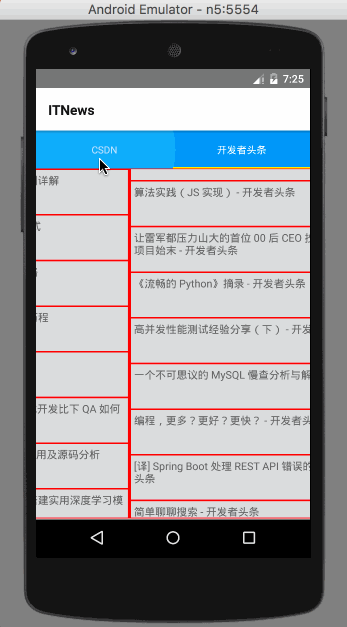 Android Emulator - n5:5554
7:25
ITNews
CSDN
开发者头条
详解
式
程
开发比下 QA 如何
用及源码分析
建实用深度学习模
算法实践（JS 实现） - 开发者头条
让雷军都压力山大的首位 00 后 CEO
项目始末 - 开发者头条
《流畅的 Python》摘录 - 开发者头条
高并发性能测试经验分享（下） - 开发
一个不可思议的 MySQL 慢查分析与解
编程，更多？更好？更快？ - 开发者头
[译] Spring Boot 处理 REST API 错误的
头条
简单聊聊搜索 - 开发者头条